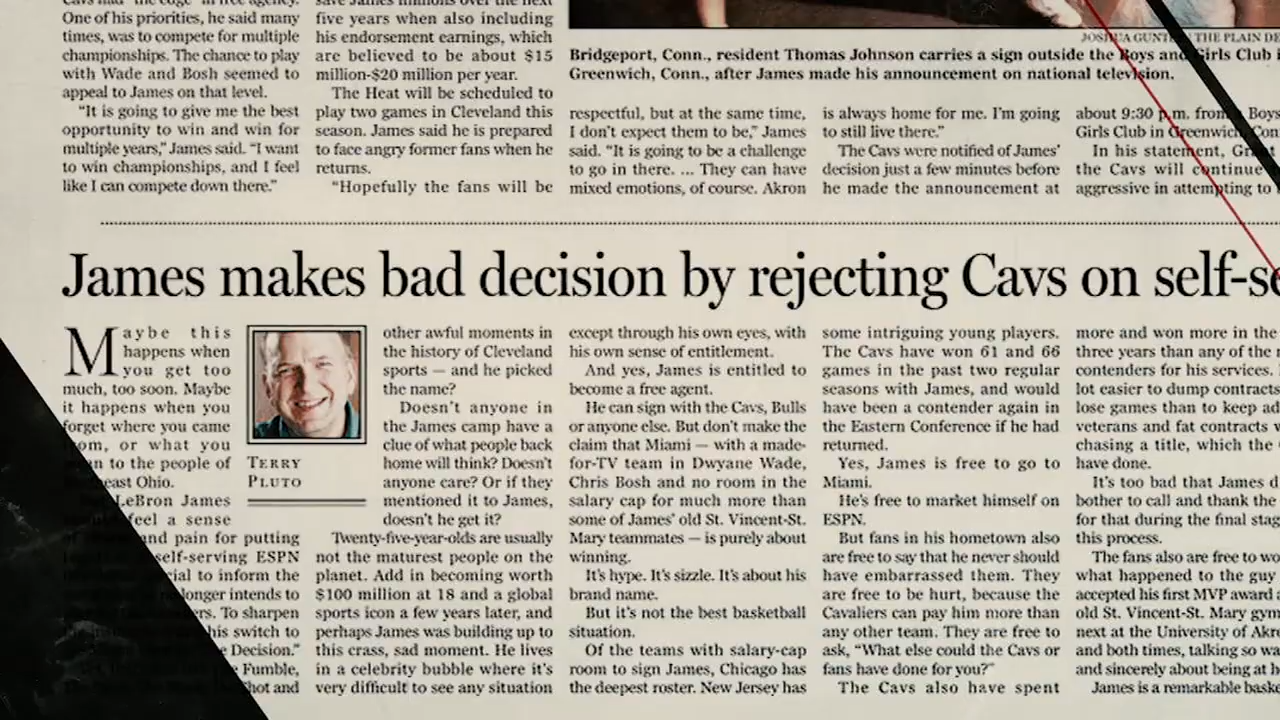 One of his priorities, he said many
times, was to compete for multiple
championships. The chance to play
with Wade and Bosh seemed to
appeal to James on that level.
"It is going to give me the best
opportunity to win and win for
multiple years," James said. "I want
to win championships, and I feel
like I can compete down there."
five years when also including
his endorsement earnings, which
are believed to be about $15
million-$20 million per year.
The Heat will be scheduled to
play two games in Cleveland this
season. James said he is prepared
to face angry former fans when he
returns.
"Hopefully the fans will be
THE PLAIN DE
Bridgeport, Conn., resident Thomas Johnson carries a sign outside the Boys and Girls Club
Greenwich, Conn., after James made his announcement on national television.
respectful, but at the same time,
I don't expect them to be," James
said. "It is going to be a challenge
to go in there. ... They can have
mixed emotions, of course. Akron
is always home for me. I'm going
to still live there."
The Cavs were notified of James'
decision just a few minutes before
he made the announcement at
about 9:30 p.m. from Boys
Girls Club in Greenwich, Con
In his statement,
the Cavs will continue
aggressive in attempting to
James makes bad decision by rejecting Cavs on self-se
Maybe this
happens when
you get too
much, too soon. Maybe
it happens when you
forget where you came
or what you
to the people of
Ohio.
LeBron James
feel a sense
and pain for putting
self-serving ESPN
to inform the
longer intends to
To sharpen
his switch to
Decision."
Fumble,
and
TERRY
PLUTO
other awful moments in
the history of Cleveland
sports — and he picked
the name?
Doesn't anyone in
the James camp have a
clue of what people back
home will think? Doesn't
anyone care? Or if they
mentioned it to James,
doesn't he get it?
Twenty-five-year-olds are usually
not the maturest people on the
planet. Add in becoming worth
$100 million at 18 and a global
sports icon a few years later, and
perhaps James was building up to
this crass, sad moment. He lives
in a celebrity bubble where it's
very difficult to see any situation
except through his own eyes, with
his own sense of entitlement.
And yes, James is entitled to
become a free agent.
He can sign with the Cavs, Bulls
or anyone else. But don't make the
claim that Miami — with a made-
for-TV team in Dwyane Wade,
Chris Bosh and no room in the
salary cap for much more than
some of James' old St. Vincent-St.
Mary teammates — is purely about
winning.
It's hype. It's sizzle. It's about his
brand name.
But it's not the best basketball
situation.
Of the teams with salary-cap
room to sign James, Chicago has
the deepest roster. New Jersey has
some intriguing young players.
The Cavs have won 61 and 66
games in the past two regular
seasons with James, and would
have been a contender again in
the Eastern Conference if he had
returned.
Yes, James is free to go to
Miami.
He's free to market himself on
ESPN.
But fans in his hometown also
are free to say that he never should
have embarrassed them. They
are free to be hurt, because the
Cavaliers can pay him more than
any other team. They are free to
ask, "What else could the Cavs or
fans have done for you?"
The Cavs also have spent
more and won more in the
three years than any of the
contenders for his services.
lot easier to dump contracts
lose games than to keep ad
veterans and fat contracts
chasing a title, which the
have done.
It's too bad that James d
bother to call and thank the
for that during the final stag
this process.
The fans also are free to wo
what happened to the guy
accepted his first MVP award
old St. Vincent-St. Mary gym
next at the University of Akr
and both times, talking so wa
and sincerely about being at h
James is a remarkable baske